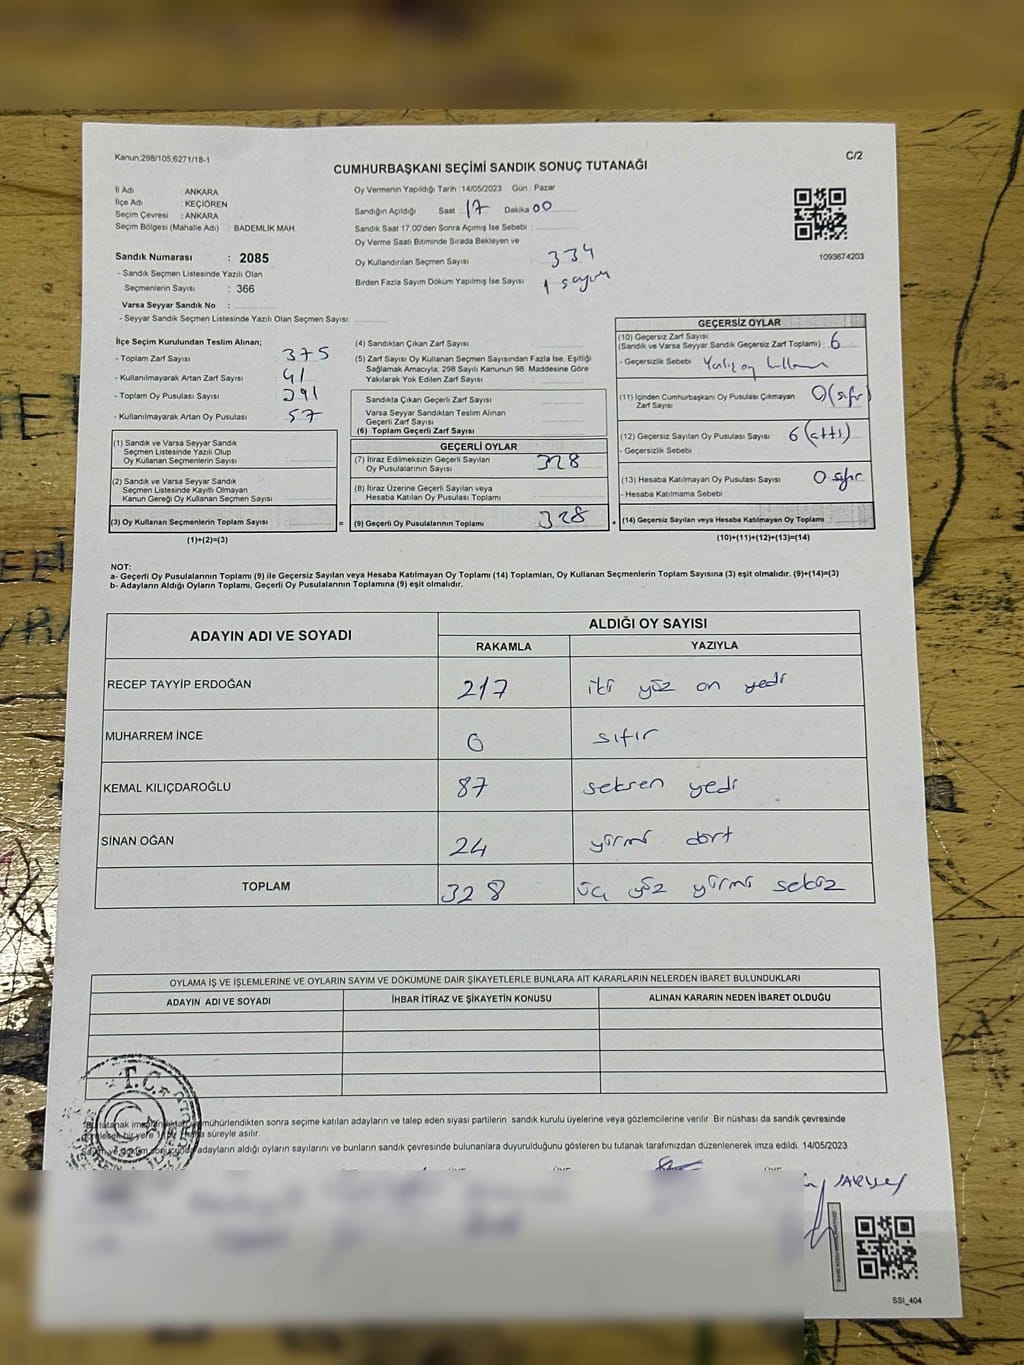 Kanun;298/105;6271/18-1
C/2
CUMHURBAŞKANI SEÇİMİ SANDIK SONUÇ TUTANAĞI
İl Adı : ANKARA
İlçe Adı : KEÇİÖREN
Seçim Çevresi : ANKARA
Seçim Bölgesi (Mahalle Adı) : BADEMLİK MAH.
Sandık Numarası : 2085
- Sandık Seçmen Listesinde Yazılı Olan
Seçmenlerin Sayısı : 366
Varsa Seyyar Sandık No :
- Seyyar Sandık Seçmen Listesinde Yazılı Olan Seçmen Sayısı:
Oy Vermenin Yapıldığı Tarih : 14/05/2023 Gün : Pazar
Sandığın Açıldığı Saat 17 Dakika 00
Sandık Saat 17:00'den Sonra Açımış İse Sebebi :
Oy Verme Saati Bitiminde Sırada Bekleyen ve
Oy Kullandırılan Seçmen Sayısı 334
Birden Fazla Sayım Döküm Yapılmış İse Sayısı 1 sayım
1093674203
İlçe Seçim Kurulundan Teslim Alınan;
- Toplam Zarf Sayısı 375
- Kullanılmayarak Artan Zarf Sayısı 41
- Toplam Oy Pusulası Sayısı 291
- Kullanılmayarak Artan Oy Pusulası 57
(1) Sandık ve Varsa Seyyar Sandık
Seçmen Listesinde Yazılı Olup
Oy Kullanan Seçmenlerin Sayısı
(2) Sandık ve Varsa Seyyar Sandık
Seçmen Listesinde Kayıtlı Olmayan
Kanun Gereği Oy Kullanan Seçmen Sayısı
(3) Oy Kullanan Seçmenlerin Toplam Sayısı =
(1)+(2)=(3)
(4) Sandıktan Çıkan Zarf Sayısı
(5) Zarf Sayısı Oy Kullanan Seçmen Sayısından Fazla İse, Eşitliği
Sağlamak Amacıyla, 298 Sayılı Kanunun 98. Maddesine Göre
Yakılarak Yok Edilen Zarf Sayısı
Sandıkta Çıkan Geçerli Zarf Sayısı
Varsa Seyyar Sandıktan Teslim Alınan
Geçerli Zarf Sayısı
(6) Toplam Geçerli Zarf Sayısı
GEÇERLİ OYLAR
(7) İtiraz Edilmeksizin Geçerli Sayılan
Oy Pusulalarının Sayısı 328
(8) İtiraz Üzerine Geçerli Sayılan veya
Hesaba Katılan Oy Pusulası Toplamı
(9) Geçerli Oy Pusulalarının Toplamı 328
GEÇERSİZ OYLAR
(10) Geçersiz Zarf Sayısı
(Sandık ve Varsa Seyyar Sandık Geçersiz Zarf Toplamı) : 6
- Geçersizlik Sebebi
(11) İçinden Cumhurbaşkanı Oy Pusulası Çıkmayan
Zarf Sayısı 0 (sıfır)
(12) Geçersiz Sayılan Oy Pusulası Sayısı 6 (altı)
- Geçersizlik Sebebi
(13) Hesaba Katılmayan Oy Pusulası Sayısı 0 sıfır
- Hesaba Katılmama Sebebi :
(14) Geçersiz Sayılan veya Hesaba Katılmayan Oy Toplamı
(10)+(11)+(12)+(13)=(14)
NOT:
a- Geçerli Oy Pusulalarının Toplamı (9) ile Geçersiz Sayılan veya Hesaba Katılmayan Oy Toplamı (14) Toplamları, Oy Kullanan Seçmenlerin Toplam Sayısına (3) eşit olmalıdır. (9)+(14)=(3)
b- Adayların Aldığı Oyların Toplamı, Geçerli Oy Pusulalarının Toplamına (9) eşit olmalıdır.
ADAYIN ADI VE SOYADI ALDIĞI OY SAYISI
RAKAMLA YAZIYLA
RECEP TAYYİP ERDOĞAN 217 iki yüz on yedi
MUHARREM İNCE 0 sıfır
KEMAL KILIÇDAROĞLU 87 seksen yedi
SİNAN OĞAN 24 yirmi dört
TOPLAM 328 üç yüz yirmi sekiz
OYLAMA İŞ VE İŞLEMLERİNE VE OYLARIN SAYIM VE DÖKÜMÜNE DAİR ŞİKAYETLERLE BUNLARA AİT KARARLARIN NELERDEN İBARET BULUNDUKLARI
ADAYIN ADI VE SOYADI İHBAR İTİRAZ VE ŞİKAYETİN KONUSU ALINAN KARARIN NEDEN İBARET OLDUĞU
T.C.
mühürlendikten sonra seçime katılan adayların ve talep eden siyasi partilerin sandık kurulu üyelerine veya gözlemcilerine verilir. Bir nüshası da sandık çevresinde
süreyle asılır.
adayların aldığı oyların sayılarını ve bunların sandık çevresinde bulunanlara duyurulduğunu gösteren bu tutanak tarafımızdan düzenlenerek imza edildi. 14/05/2023
SSI_404